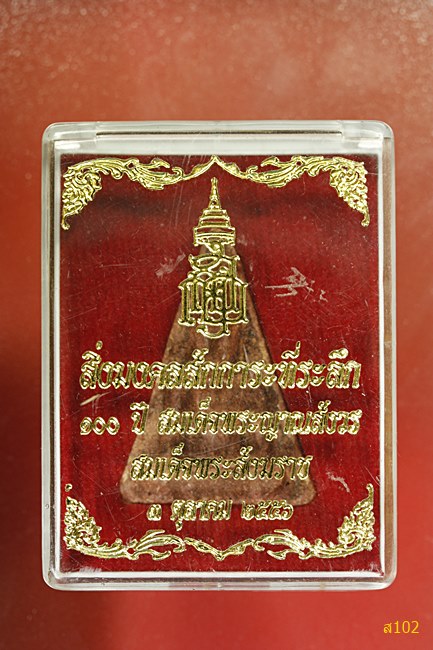 สิ่งมงคลสักการะที่ระลึก
๑๐๐ ปี สมเด็จพระญาณสังวร
สมเด็จพระสังฆราช
๓ ตุลาคม ๒๕๕๖
ส102